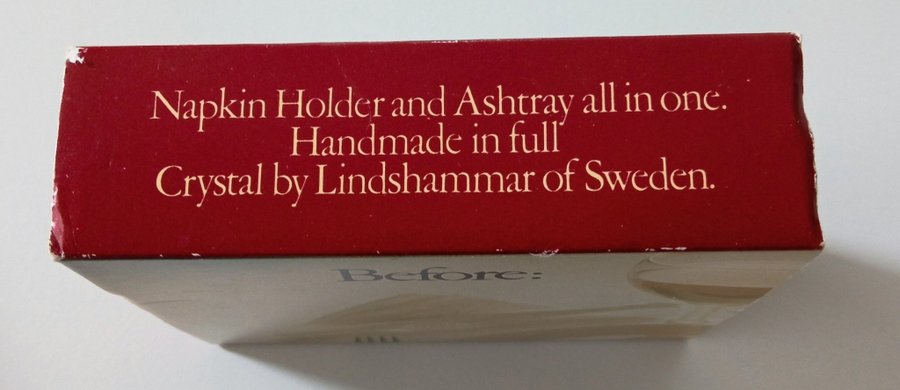 Napkin Holder and Ashtray all in one.
Handmade in full
Crystal by Lindshammar of Sweden.
Before: